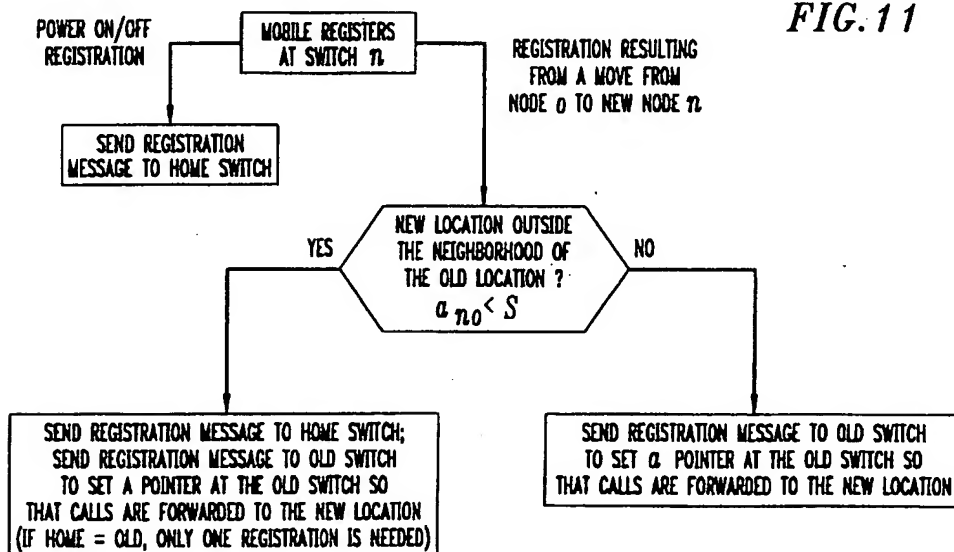 FIG. 11
POWER ON/OFF
REGISTRATION
MOBILE REGISTERS
AT SWITCH n
REGISTRATION RESULTING
FROM A MOVE FROM
NODE o TO NEW NODE n
SEND REGISTRATION
MESSAGE TO HOME SWITCH
YES
NEW LOCATION OUTSIDE
THE NEIGHBORHOOD OF
THE OLD LOCATION ?
a no < S
NO
SEND REGISTRATION MESSAGE TO HOME SWITCH;
SEND REGISTRATION MESSAGE TO OLD SWITCH
TO SET A POINTER AT THE OLD SWITCH SO
THAT CALLS ARE FORWARDED TO THE NEW LOCATION
(IF HOME = OLD, ONLY ONE REGISTRATION IS NEEDED)
SEND REGISTRATION MESSAGE TO OLD SWITCH
TO SET a POINTER AT THE OLD SWITCH SO
THAT CALLS ARE FORWARDED TO THE NEW LOCATION